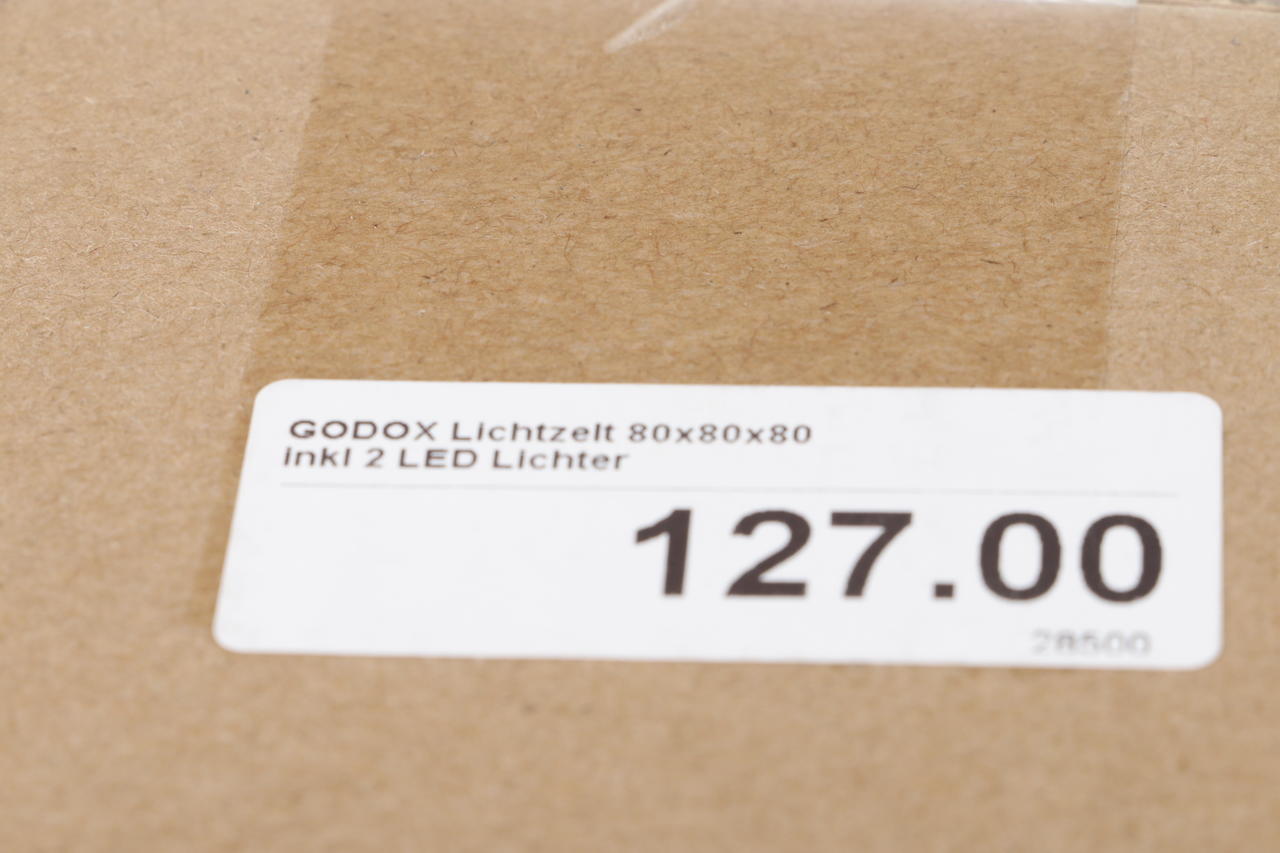 GODOX Lichtzelt 80x80x80
inkl 2 LED Lichter
127.00
28500